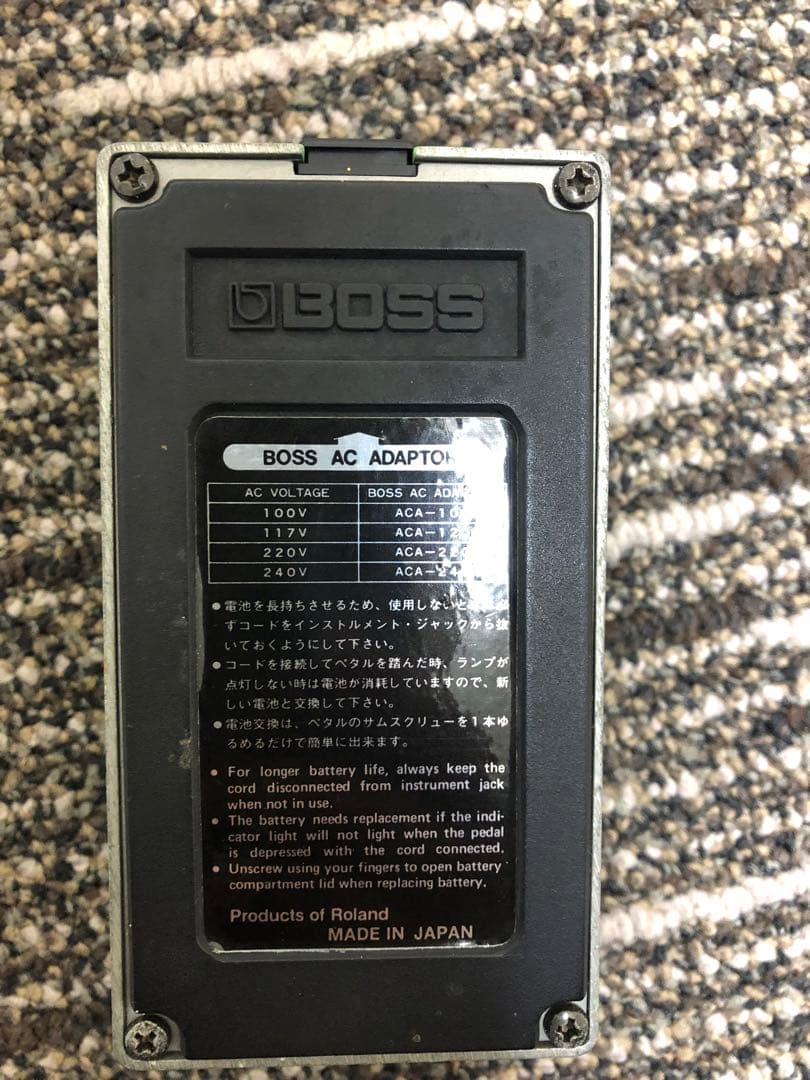 BOSS
BOSS AC ADAPTOR
AC VOLTAGE BOSS AC
100V
117V
220V
240V
●電池を長持ちさせるため、使用しないと
ずコードをインストルメント・ジャックから抜
いておくようにして下さい。
●コードを接続してペタルを踏んだ時、ランプが
点灯しない時は電池が消耗していますので、新
しい電池と交換して下さい。
●電池交換は、ペタルのサムスクリューを1本ゆ
るめるだけで簡単に出来ます。
● For longer battery life, always keep the
cord disconnected from instrument jack
when not in use.
● The battery needs replacement if the indi-
cator light will not light when the pedal
is depressed with the cord connected.
● Unscrew using your fingers to open battery
compartment lid when replacing battery.
Products of Roland
MADE IN JAPAN